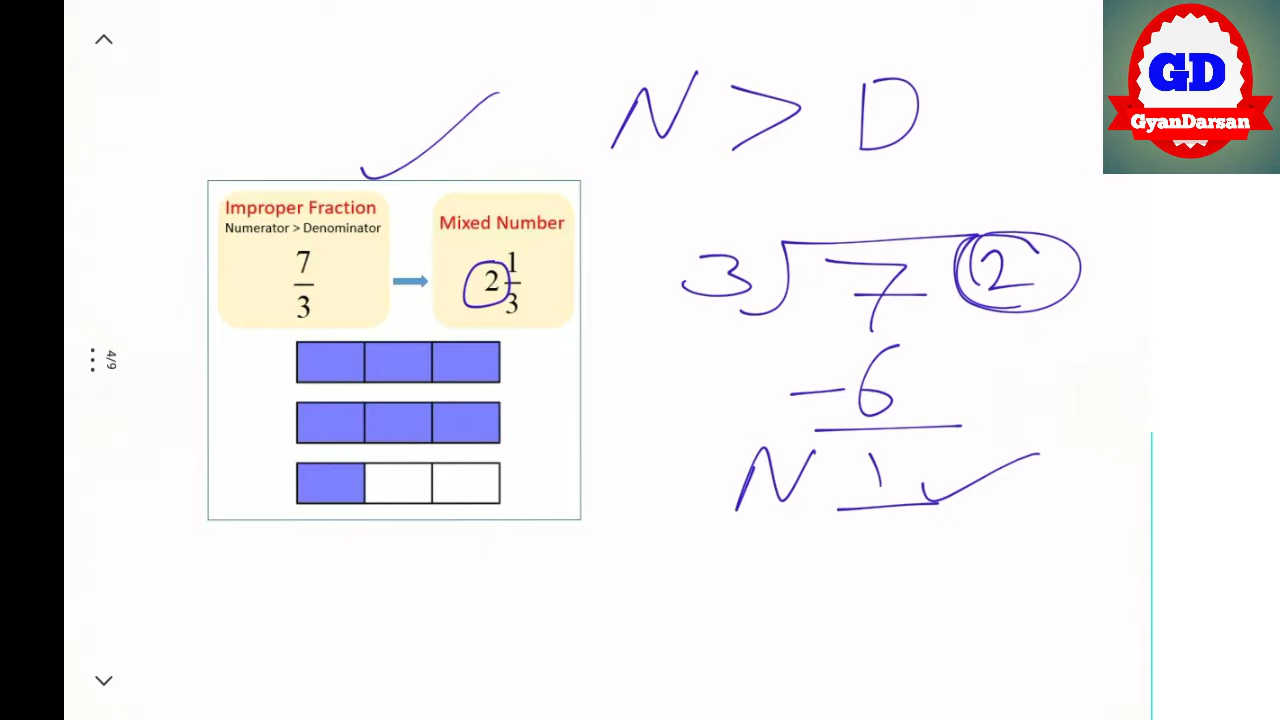 N > D
GD
GyanDarsan
Improper Fraction
Numerator > Denominator
7
3
Mixed Number
2 1
3
3 7 2
-6
N 1
4/9